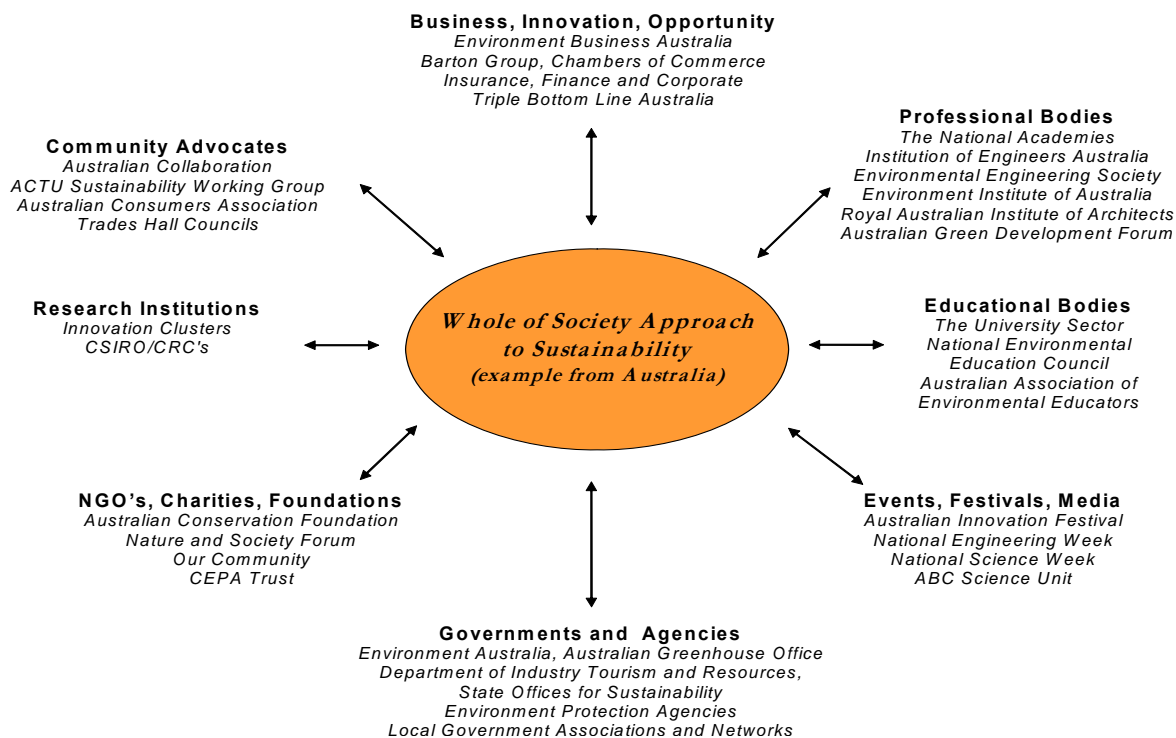 Business, Innovation, Opportunity
Environment Business Australia
Barton Group, Chambers of Commerce
Insurance, Finance and Corporate
Triple Bottom Line Australia
Professional Bodies
The National Academies
Institution of Engineers Australia
Environmental Engineering Society
Environment Institute of Australia
Royal Australian Institute of Architects
Australian Green Development Forum
Community Advocates
Australian Collaboration
ACTU Sustainability Working Group
Australian Consumers Association
Trades Hall Councils
Research Institutions
Innovation Clusters
CSIRO/CRC's
Whole of Society Approach
to Sustainability
(example from Australia)
Educational Bodies
The University Sector
National Environmental
Education Council
Australian Association of
Environmental Educators
NGO’s, Charities, Foundations
Australian Conservation Foundation
Nature and Society Forum
Our Community
CEPA Trust
Events, Festivals, Media
Australian Innovation Festival
National Engineering Week
National Science Week
ABC Science Unit
Governments and Agencies
Environment Australia, Australian Greenhouse Office
Department of Industry Tourism and Resources,
State Offices for Sustainability
Environment Protection Agencies
Local Government Associations and Networks